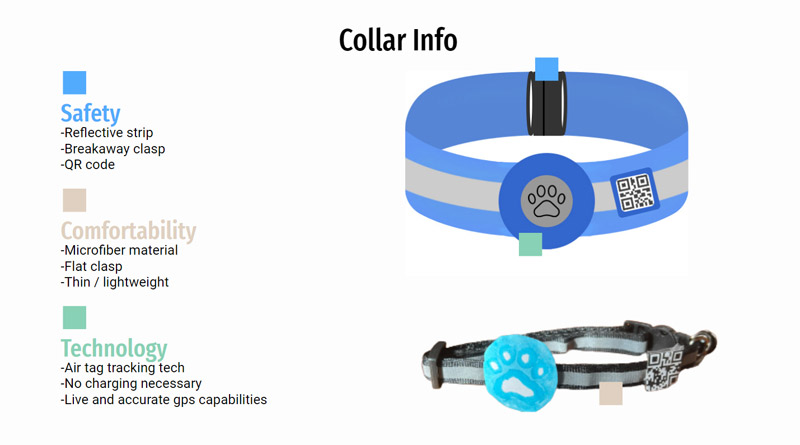 Collar Info
Safety
-Reflective strip
-Breakaway clasp
-QR code
Comfortability
-Microfiber material
-Flat clasp
-Thin / lightweight
Technology
-Air tag tracking tech
-No charging necessary
-Live and accurate gps capabilities